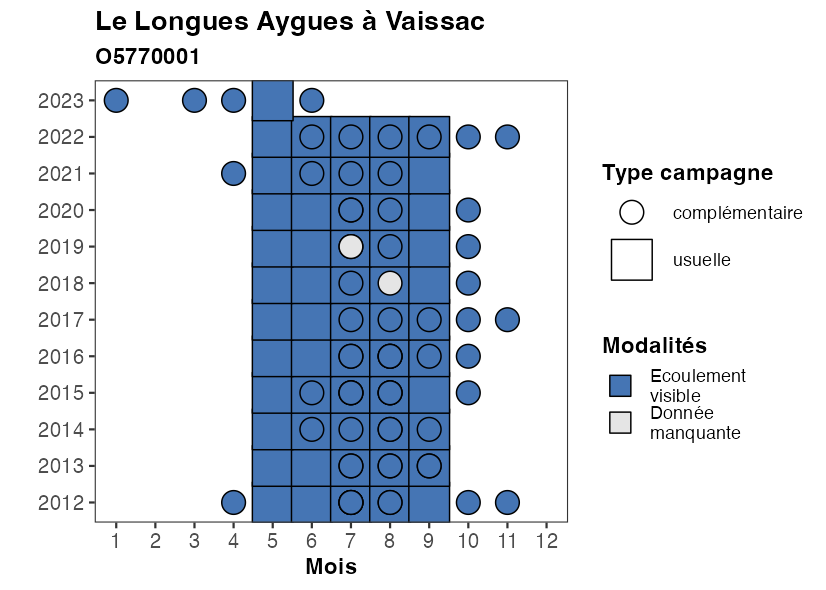 Le Longues Aygues à Vaissac
O5770001
2023
2022
2021
2020
2019
2018
2017
2016
2015
2014
2013
2012
1 2 3 4 5 6 7 8 9 10 11 12
Mois
Type campagne
complémentaire
usuelle
Modalités
Ecoulement
visible
Donnée
manquante